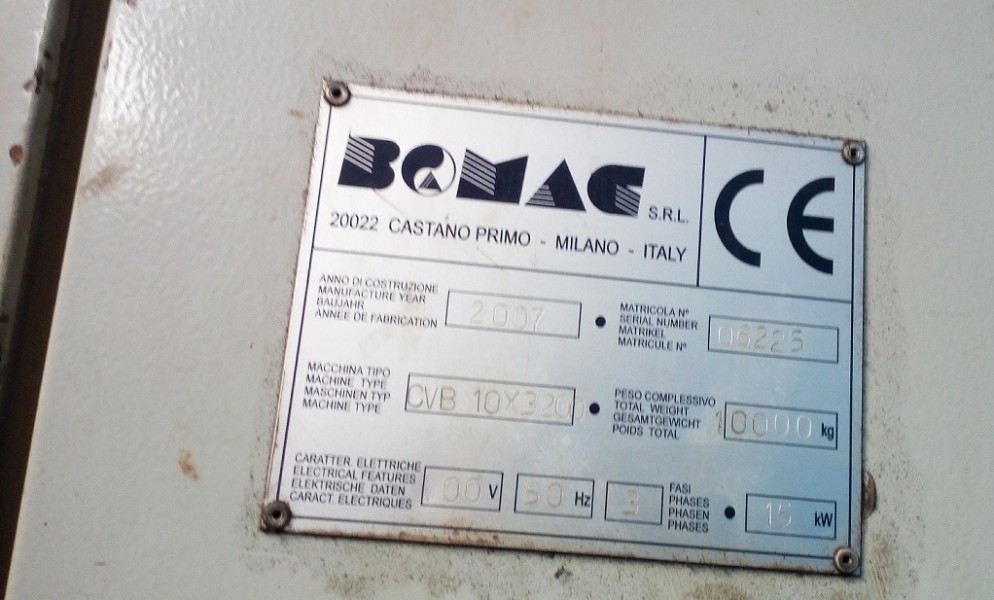 BOMAG S.R.L.
20022 CASTANO PRIMO - MILANO - ITALY
CE
ANNO DI COSTRUZIONE
MANUFACTURE YEAR
BAUJAHR
ANNEE DE FABRICATION
2007
MATRICOLA N°
SERIAL NUMBER
MATRIKEL
MATRICULE N°
06225
MACCHINA TIPO
MACHINE TYPE
MASCHINEN TYP
MACHINE TYPE
CVB 10X3200
PESO COMPLESSIVO
TOTAL WEIGHT
GESAMTGEWICHT
POIDS TOTAL
10000 kg
CARATTER. ELETTRICHE
ELECTRICAL FEATURES
ELEKTRISCHE DATEN
CARACT. ELECTRIQUES
V
50 Hz
3
FASI
PHASES
PHASEN
PHASES
15 kW